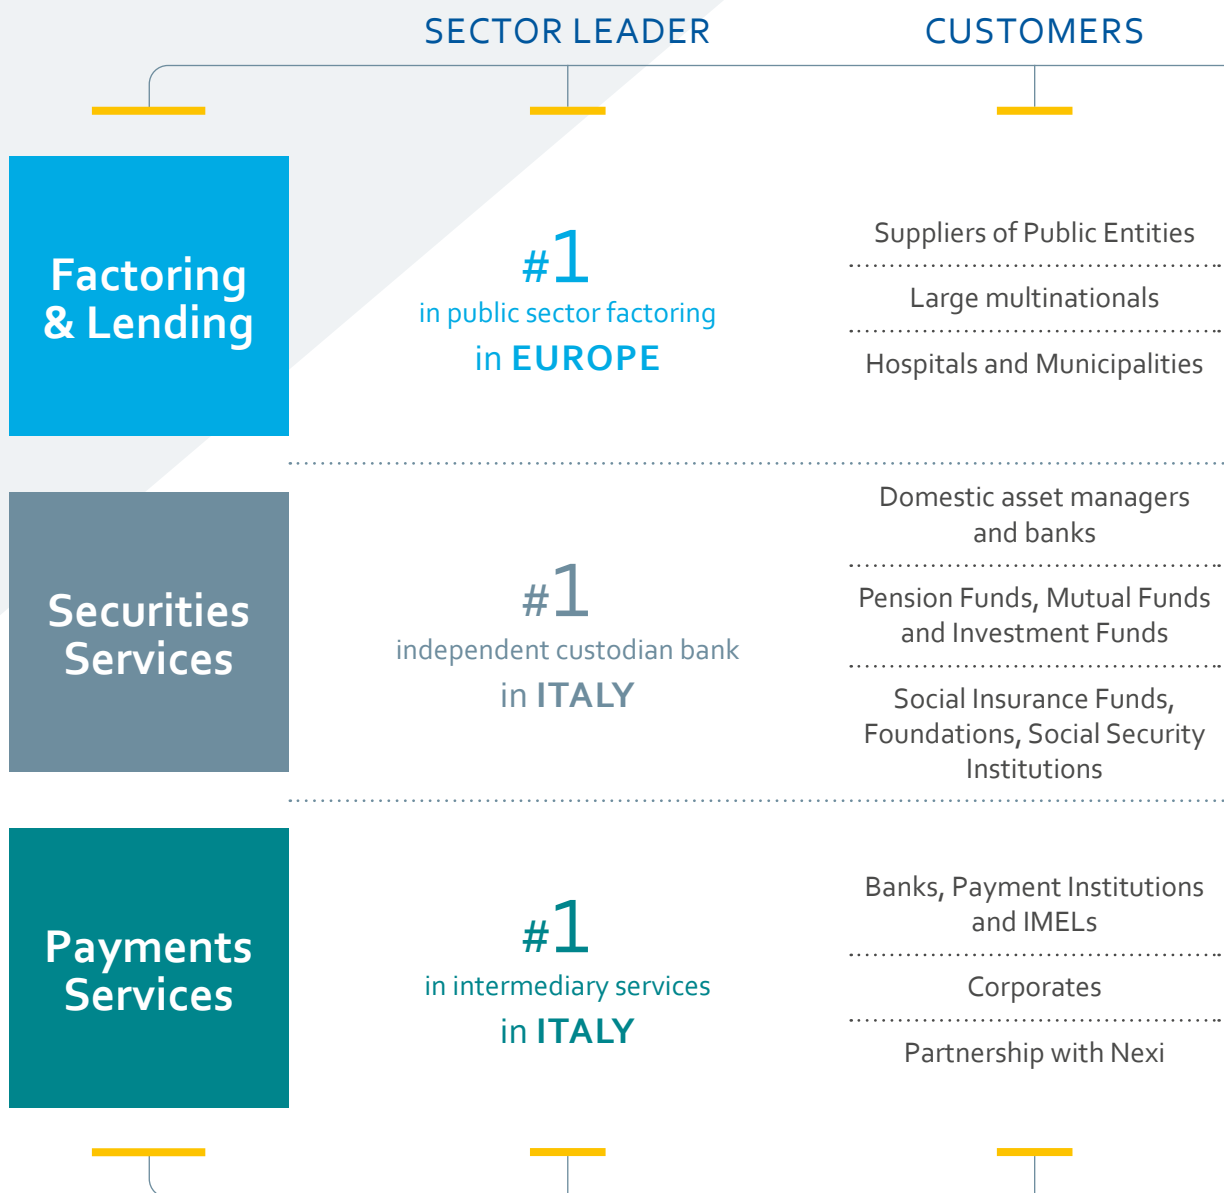 SECTOR LEADER
CUSTOMERS
Factoring
& Lending
#1
in public sector factoring
in EUROPE
Suppliers of Public Entities
Large multinationals
Hospitals and Municipalities
Securities
Services
#1
independent custodian bank
in ITALY
Domestic asset managers
and banks
Pension Funds, Mutual Funds
and Investment Funds
Social Insurance Funds,
Foundations, Social Security
Institutions
Payments
Services
#1
in intermediary services
in ITALY
Banks, Payment Institutions
and IMELs
Corporates
Partnership with Nexi